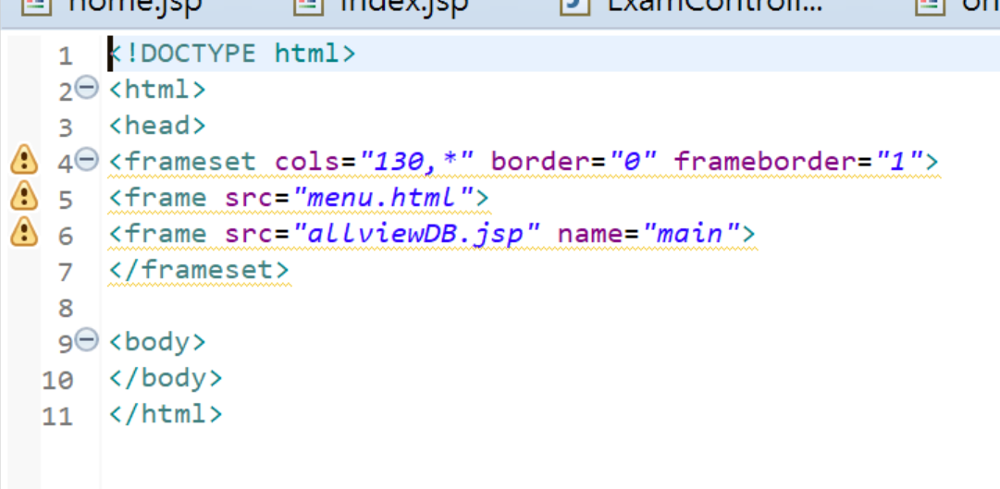 home.jsp index.jsp ExamControll... on
1 <!DOCTYPE html>
2 <html>
3 <head>
4 <frameset cols="130,*" border="0" frameborder="1">
5 <frame src="menu.html">
6 <frame src="allviewDB.jsp" name="main">
7 </frameset>
8
9 <body>
10 </body>
11 </html>